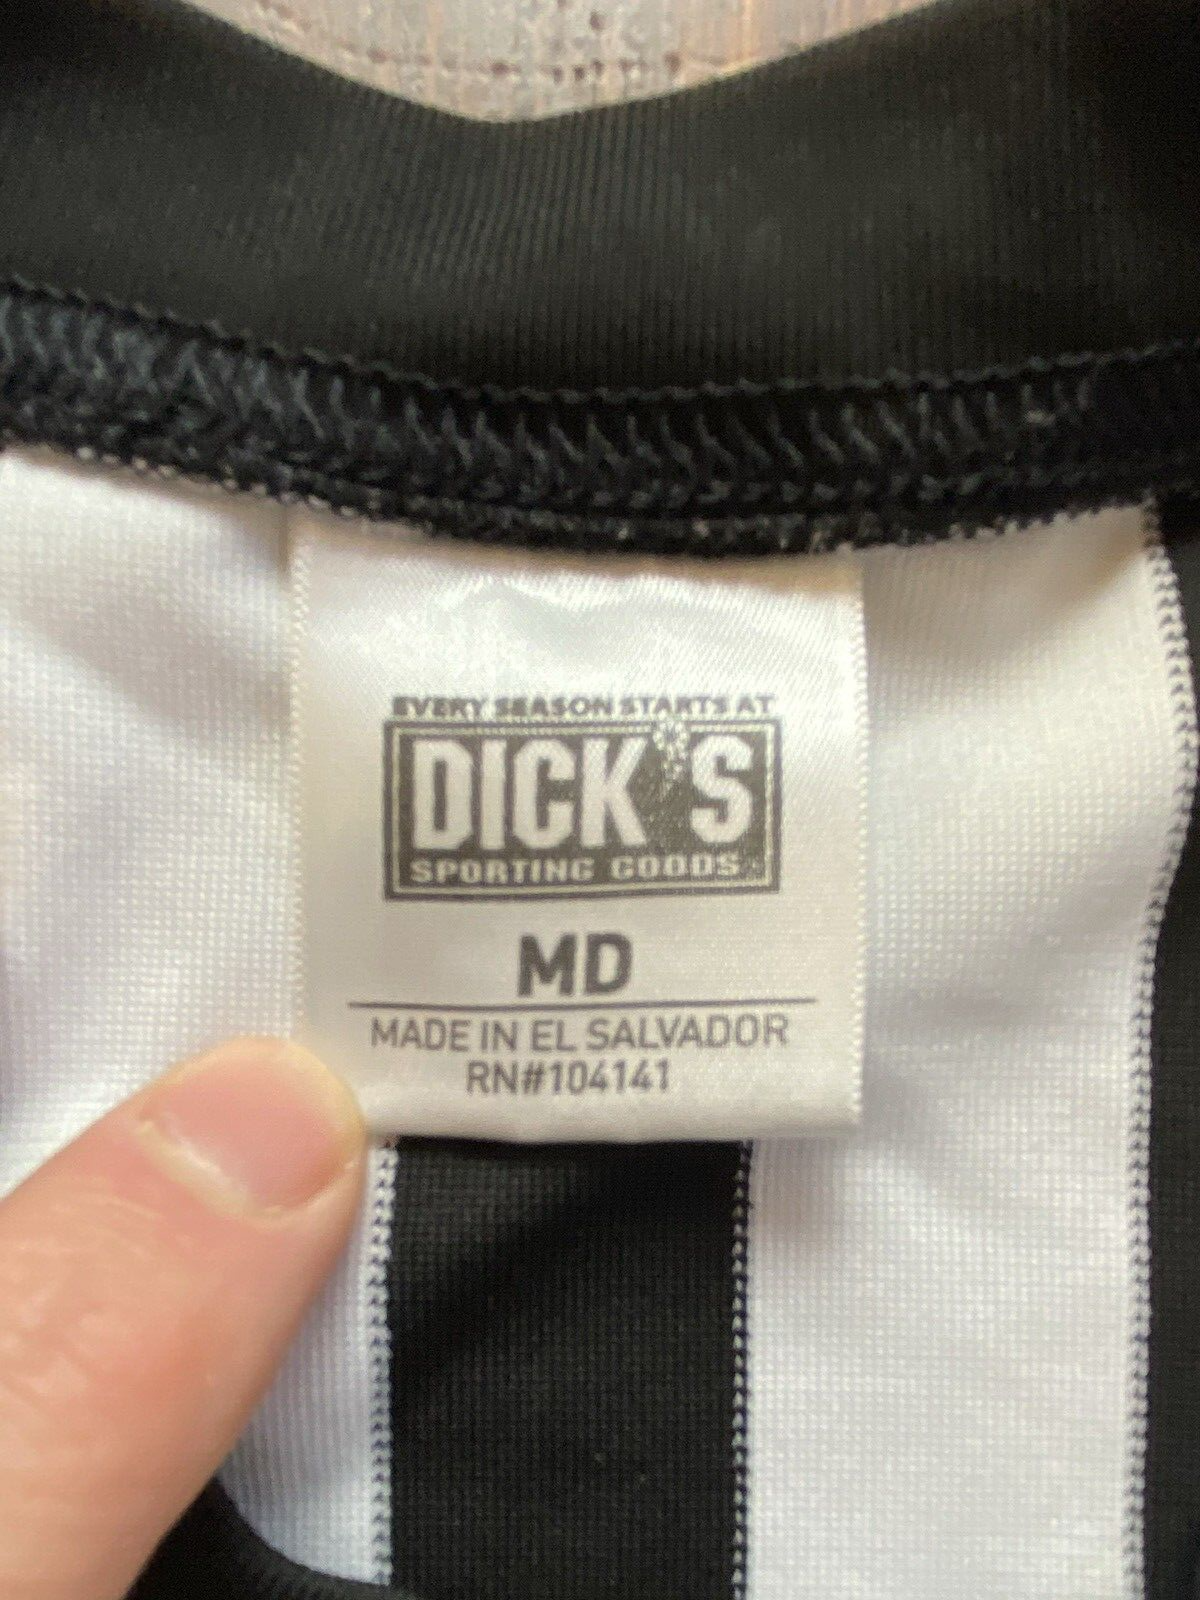 EVERY SEASON STARTS AT
DICK'S
SPORTING GOODS
MD
MADE IN EL SALVADOR
RN#104141